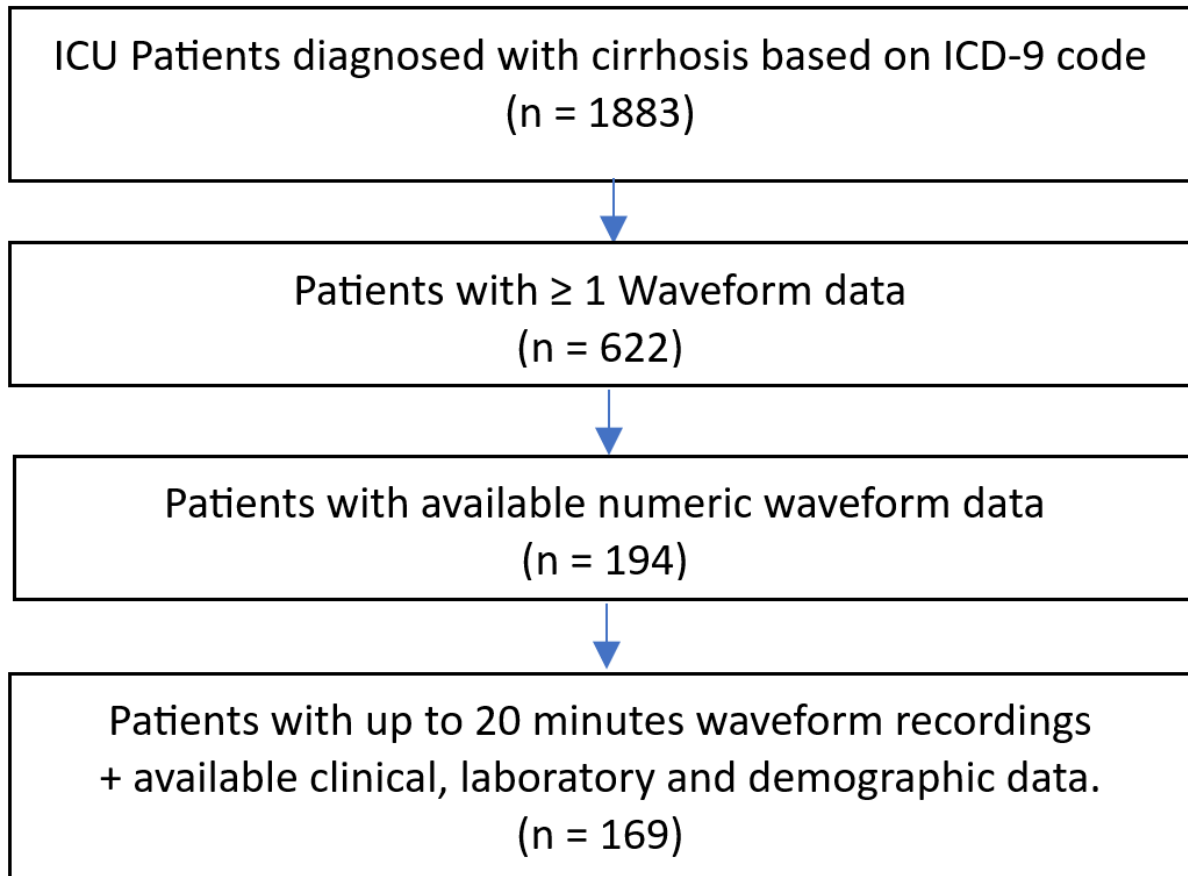 ICU Patients diagnosed with cirrhosis based on ICD-9 code
(n = 1883)
Patients with ≥ 1 Waveform data
(n = 622)
Patients with available numeric waveform data
(n = 194)
Patients with up to 20 minutes waveform recordings
+ available clinical, laboratory and demographic data.
(n = 169)